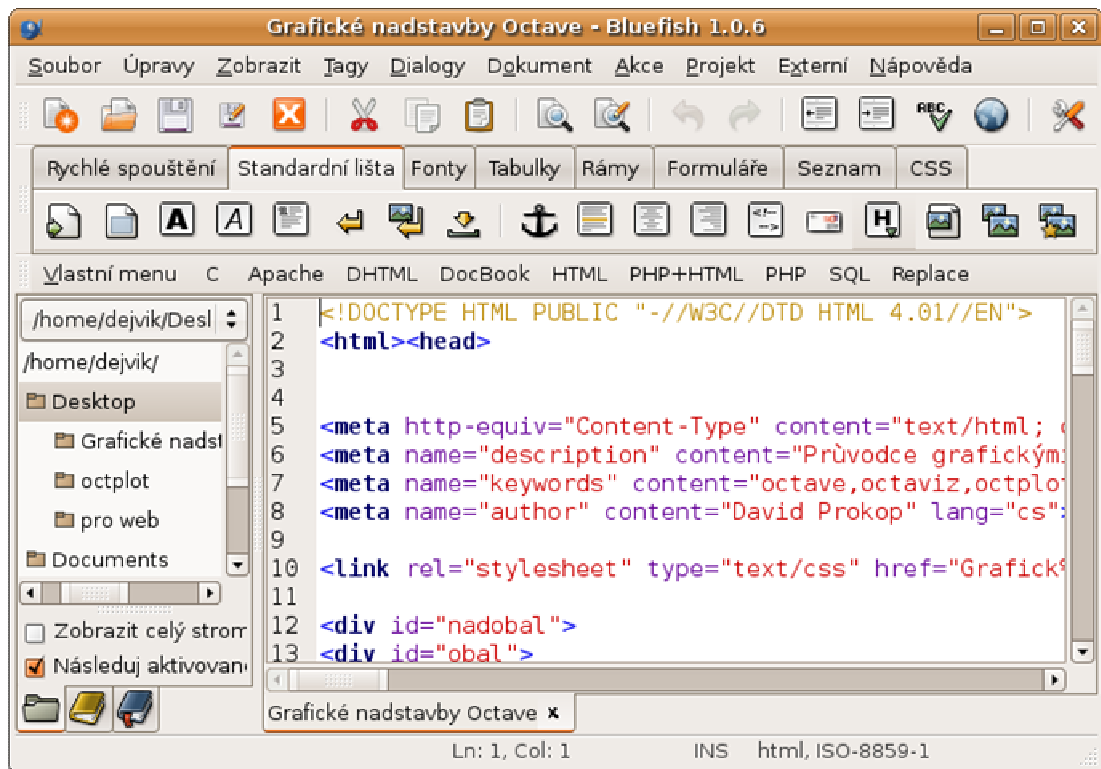 Grafické nadstavby Octave - Bluefish 1.0.6
Soubor Úpravy Zobrazit Tagy Dialogy Dokument Akce Projekt Externí Nápověda
ABC
Rychlé spouštění Standardní lišta Fonty Tabulky Rámy Formuláře Seznam CSS
A A H
Vlastní menu C Apache DHTML DocBook HTML PHP+HTML PHP SQL Replace
/home/dejvik/Desl
/home/dejvik/
Desktop
Grafické nadst
octplot
pro web
Documents
Zobrazit celý strom
Následuj aktivovan
1 <!DOCTYPE HTML PUBLIC "-//W3C//DTD HTML 4.01//EN">
2 <html><head>
3
4
5 <meta http-equiv="Content-Type" content="text/html;
6 <meta name="description" content="Průvodce grafickými
7 <meta name="keywords" content="octave,octaviz,octplot
8 <meta name="author" content="David Prokop" lang="cs"
9
10 <link rel="stylesheet" type="text/css" href="Grafick%
11
12 <div id="nadobal">
13 <div id="obal">
Grafické nadstavby Octave x
Ln: 1, Col: 1 INS html, ISO-8859-1